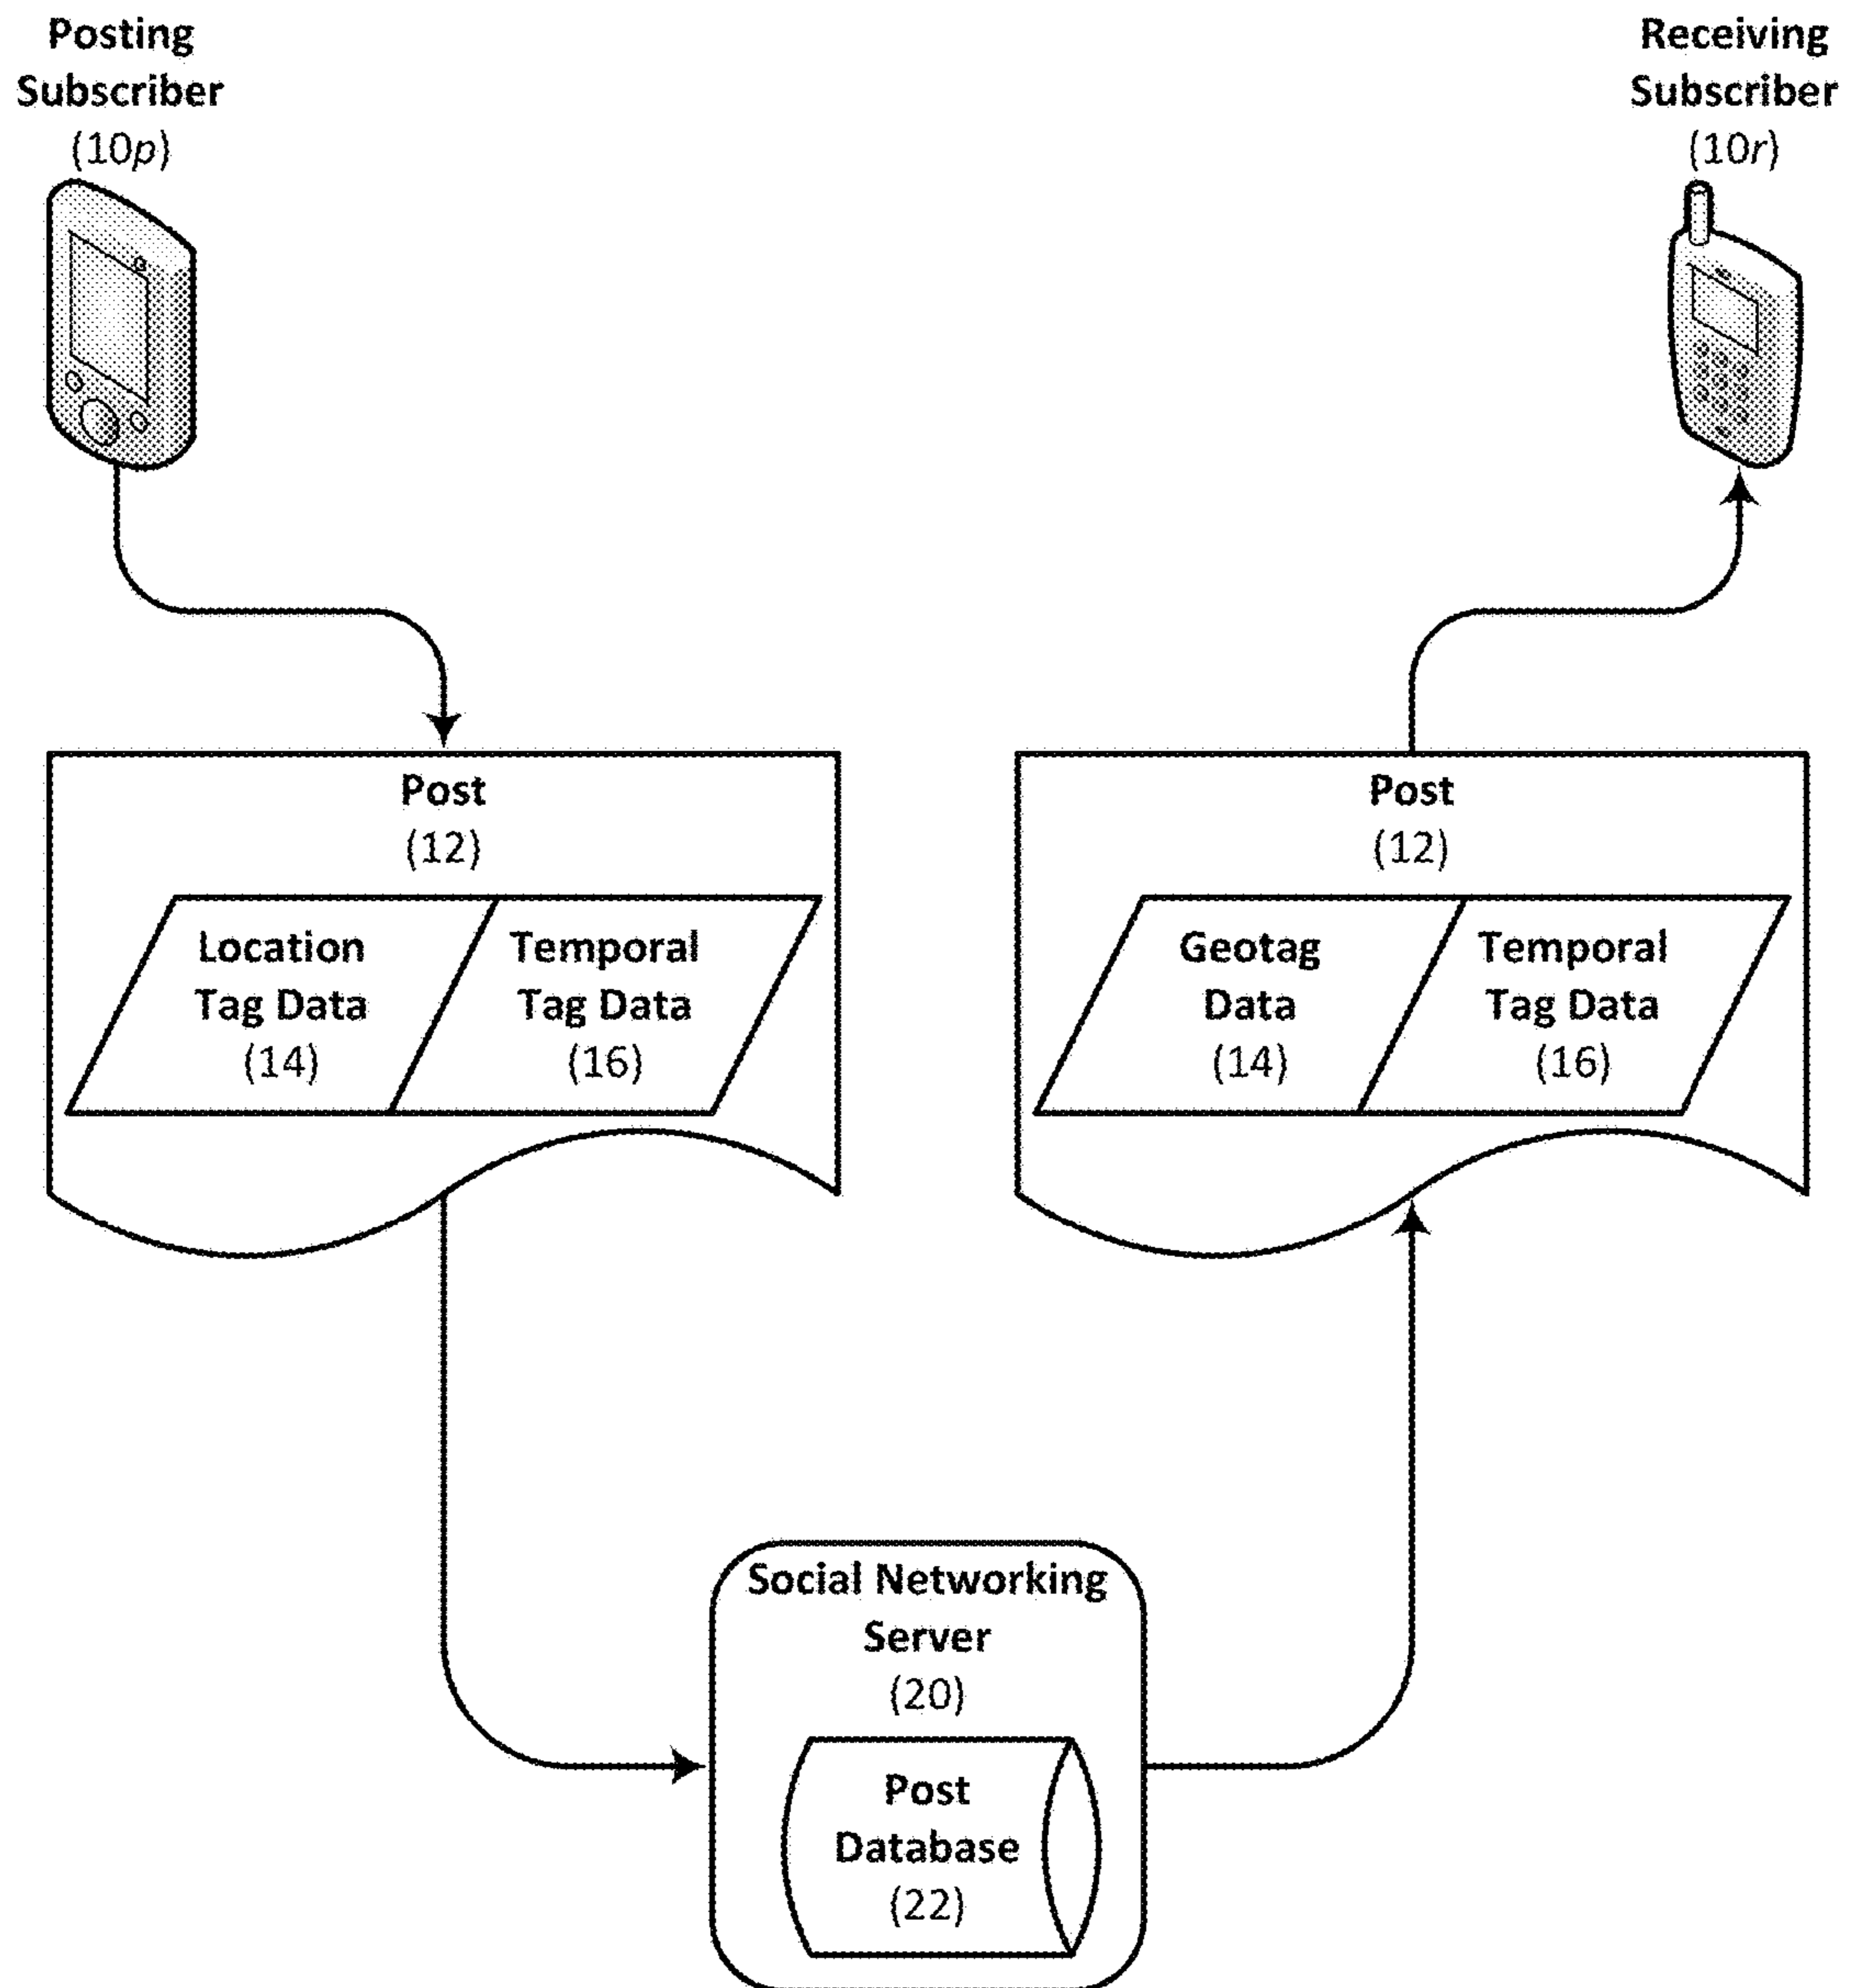 Posting
Subscriber
(10p)
Receiving
Subscriber
(10r)
Post
(12)
Location
Tag Data
(14)
Temporal
Tag Data
(16)
Post
(12)
Geotag
Data
(14)
Temporal
Tag Data
(16)
Social Networking
Server
(20)
Post
Database
(22)